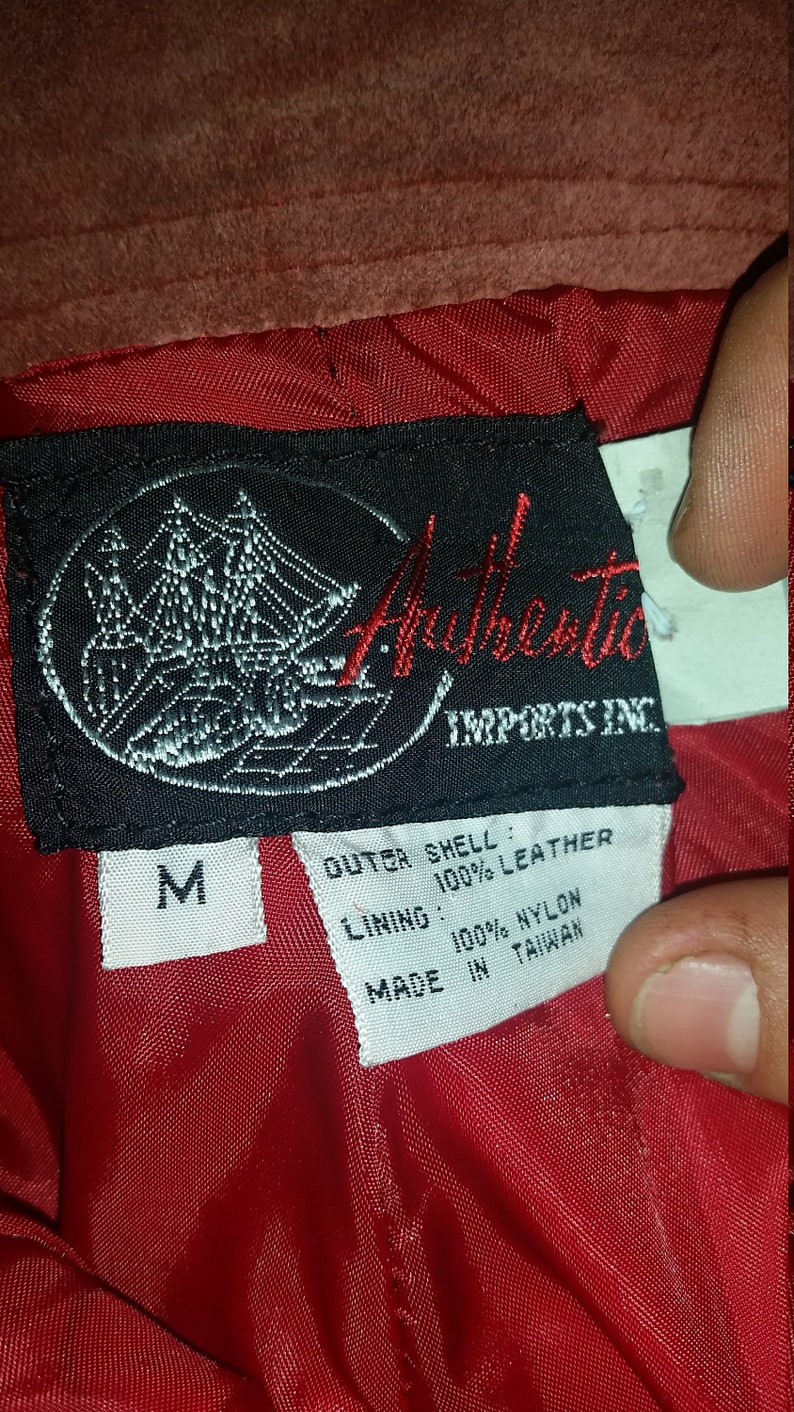 Authentic
IMPORTS INC.
M
OUTER SHELL:
100% LEATHER
LINING:
100% NYLON
MADE IN TAIWAN